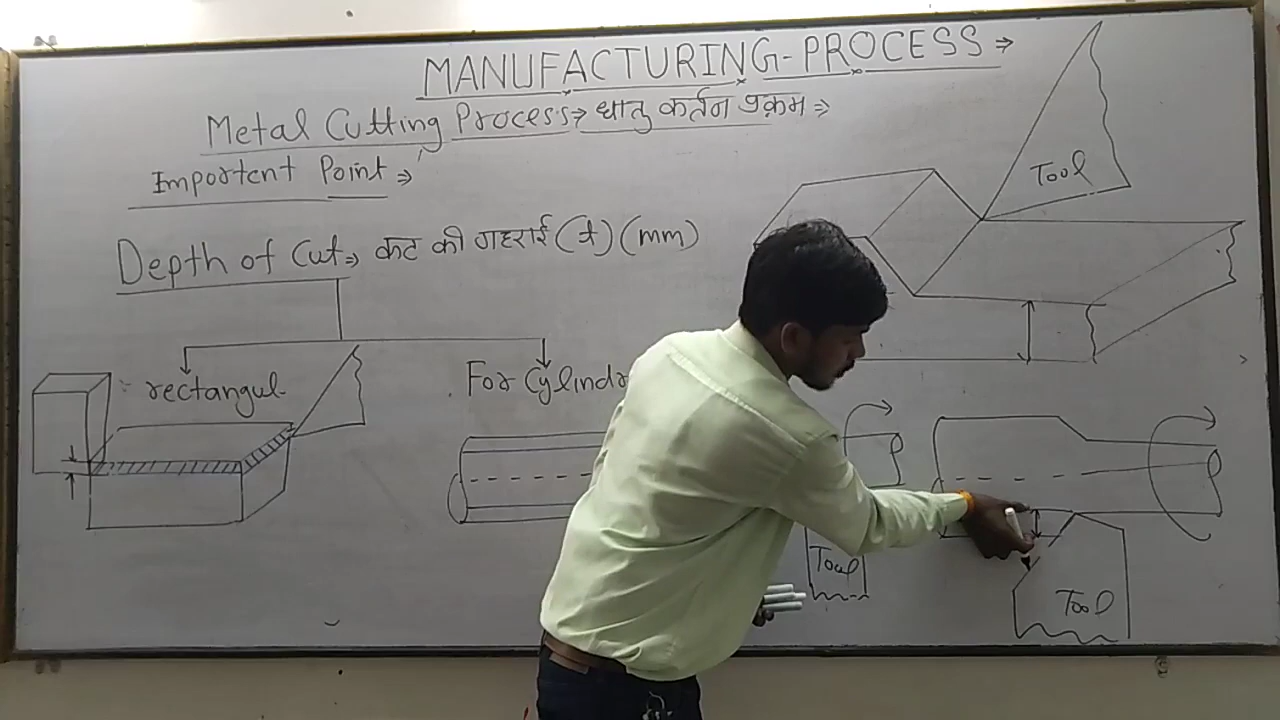 MANUFACTURING-PROCESS ⇒
Metal Cutting Process⇒ धातु कर्तन प्रक्रम ⇒
Importent Point ⇒
Depth of Cut⇒ कट की गहराई (t) (mm)
rectangul
For Cylindr
Tool
Tool
Tool